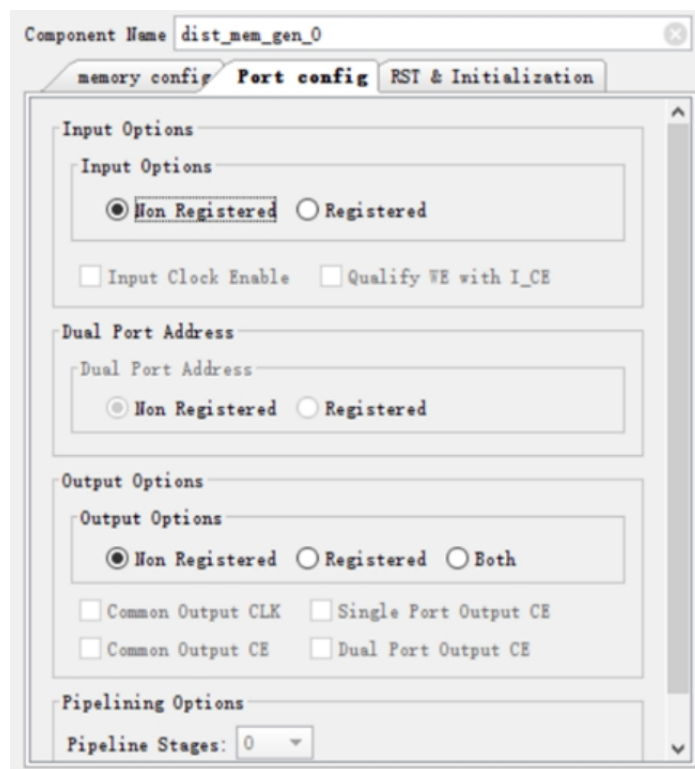 Component Name dist_mem_gen_0
memory config Port config RST & Initialization
Input Options
Input Options
Non Registered Registered
Input Clock Enable Qualify WE with I_CE
Dual Port Address
Dual Port Address
Non Registered Registered
Output Options
Output Options
Non Registered Registered Both
Common Output CLK Single Port Output CE
Common Output CE Dual Port Output CE
Pipelining Options
Pipeline Stages: 0